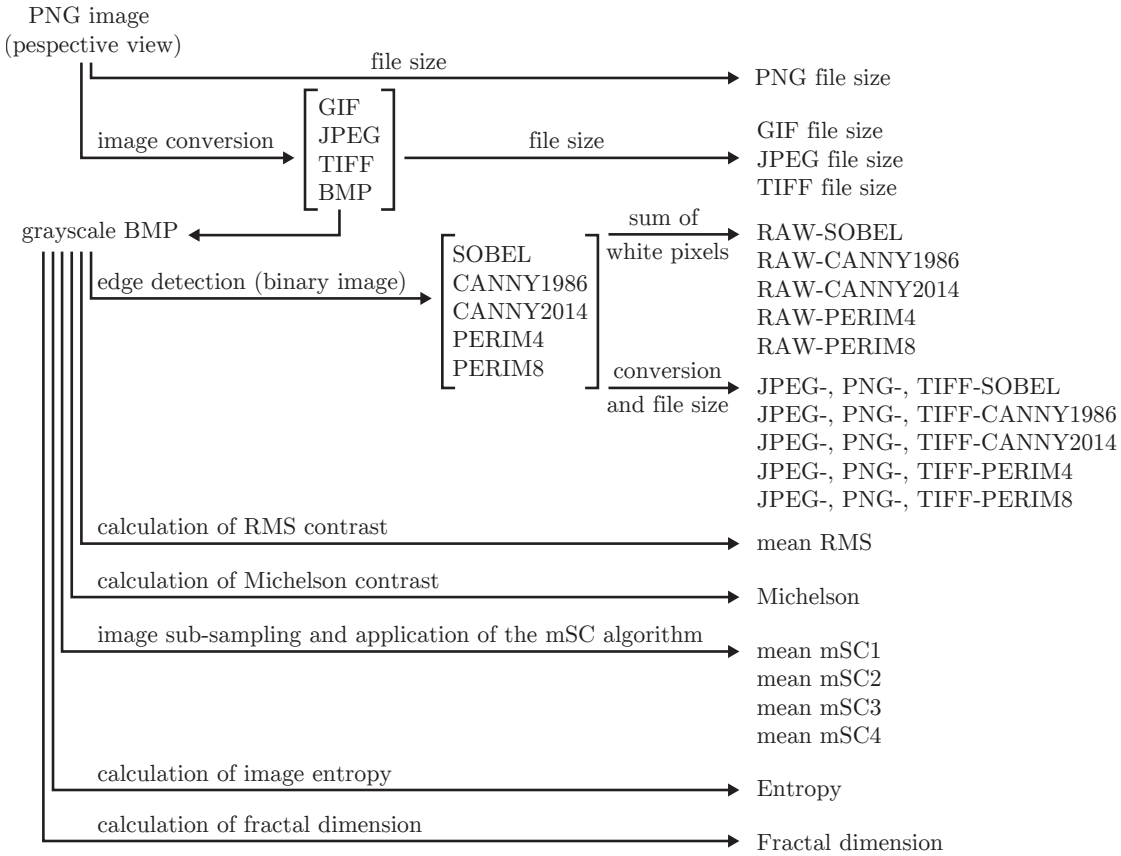 PNG image
(pespective view)
file size
PNG file size
image conversion
GIF
JPEG
TIFF
BMP
file size
GIF file size
JPEG file size
TIFF file size
grayscale BMP
edge detection (binary image)
SOBEL
CANNY1986
CANNY2014
PERIM4
PERIM8
sum of
white pixels
RAW-SOBEL
RAW-CANNY1986
RAW-CANNY2014
RAW-PERIM4
RAW-PERIM8
conversion
and file size
JPEG-, PNG-, TIFF-SOBEL
JPEG-, PNG-, TIFF-CANNY1986
JPEG-, PNG-, TIFF-CANNY2014
JPEG-, PNG-, TIFF-PERIM4
JPEG-, PNG-, TIFF-PERIM8
calculation of RMS contrast
mean RMS
calculation of Michelson contrast
Michelson
image sub-sampling and application of the mSC algorithm
mean mSC1
mean mSC2
mean mSC3
mean mSC4
calculation of image entropy
Entropy
calculation of fractal dimension
Fractal dimension